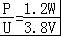 P/U = 1.2W/3.8V